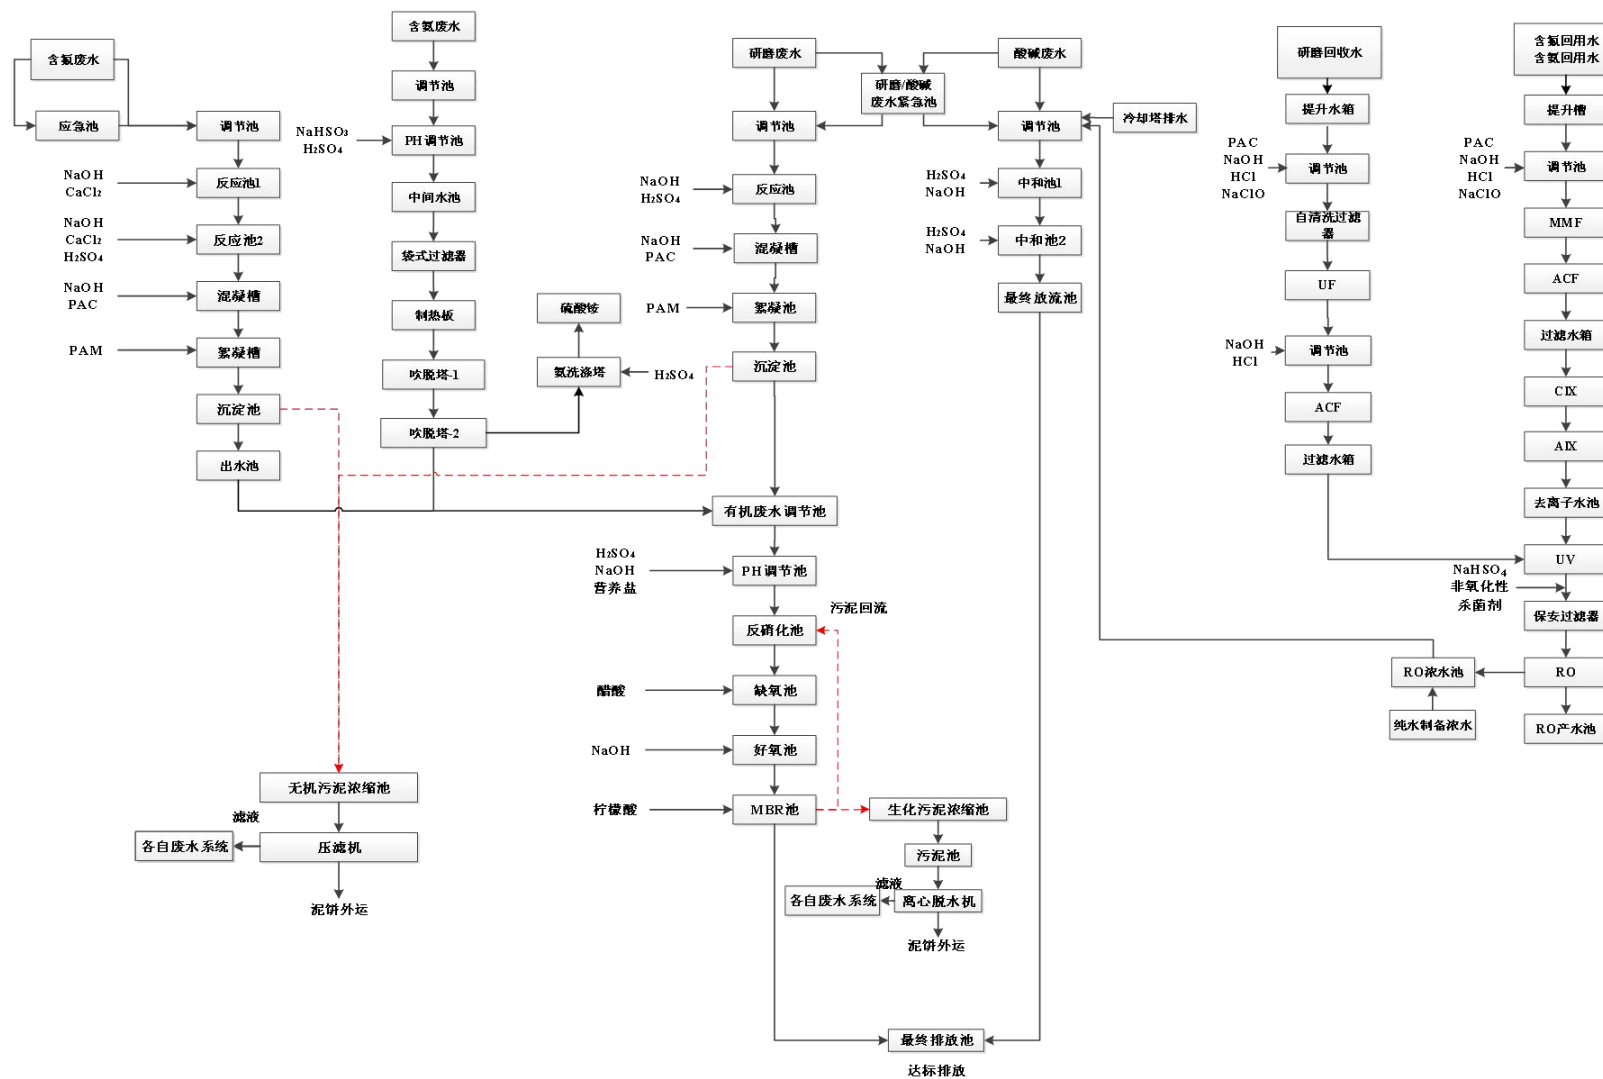 含氟废水
应急池
调节池
NaOH
CaCl₂
反应池1
NaOH
CaCl₂
H₂SO₄
反应池2
NaOH
PAC
混凝槽
PAM
絮凝槽
沉淀池
出水池
含氨废水
调节池
NaHSO₃
H₂SO₄
PH调节池
中间水池
袋式过滤器
制热板
吹脱塔-1
吹脱塔-2
硫酸铵
氨洗涤塔
H₂SO₄
研磨废水
酸碱废水
研磨/酸碱
废水紧急池
调节池
调节池
冷却塔排水
NaOH
H₂SO₄
反应池
NaOH
PAC
混凝槽
PAM
絮凝池
沉淀池
H₂SO₄
NaOH
中和池1
H₂SO₄
NaOH
中和池2
最终放流池
有机废水调节池
H₂SO₄
NaOH
营养盐
PH调节池
污泥回流
反硝化池
醋酸
缺氧池
NaOH
好氧池
柠檬酸
MBR池
生化污泥浓缩池
污泥池
滤液
各自废水系统
离心脱水机
泥饼外运
无机污泥浓缩池
滤液
各自废水系统
压滤机
泥饼外运
最终排放池
达标排放
研磨回收水
提升水箱
PAC
NaOH
HCl
NaClO
调节池
自清洗过滤
器
UF
NaOH
HCl
调节池
ACF
过滤水箱
含氟回用水
含氨回用水
提升槽
PAC
NaOH
HCl
NaClO
调节池
MMF
ACF
过滤水箱
CIX
AIX
去离子水池
UV
NaHSO₄
非氧化性
杀菌剂
保安过滤器
RO
RO浓水池
纯水制备浓水
RO产水池